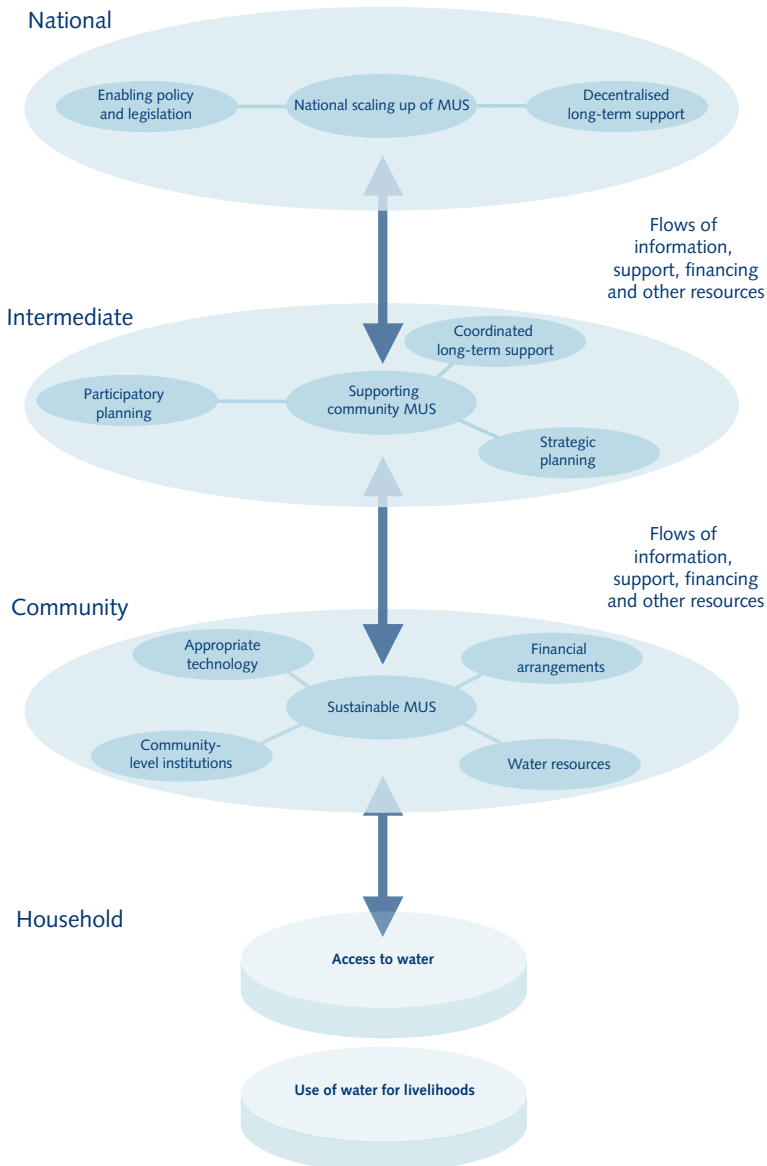 National
Enabling policy
and legislation
National scaling up of MUS
Decentralised
long-term support
Flows of
information,
support, financing
and other resources
Intermediate
Coordinated
long-term support
Participatory
planning
Supporting
community MUS
Strategic
planning
Flows of
information,
support, financing
and other resources
Community
Appropriate
technology
Financial
arrangements
Sustainable MUS
Community-
level institutions
Water resources
Household
Access to water
Use of water for livelihoods